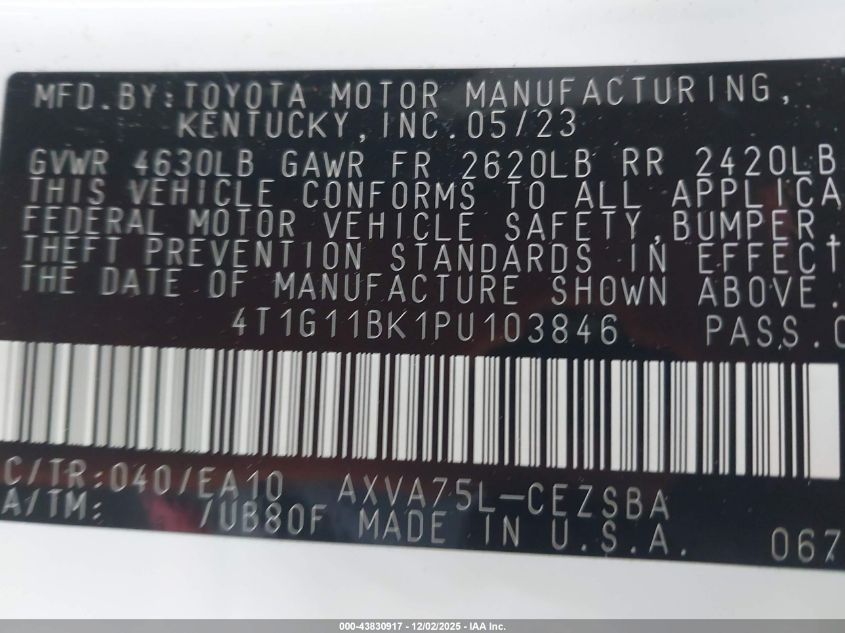 MFD.BY:TOYOTA MOTOR MANUFACTURING,
KENTUCKY,INC.05/23
GVWR 4630LB GAWR FR 2620LB RR 2420LB
THIS VEHICLE CONFORMS TO ALL APPLICA
FEDERAL MOTOR VEHICLE SAFETY,BUMPER,
THEFT PREVENTION STANDARDS IN EFFECT
THE DATE OF MANUFACTURE SHOWN ABOVE.
4T1G11BK1PU103846 PASS.C
C/TR:040/EA10 AXVA75L-CEZSBA
A/TM: /UB80F MADE IN U.S.A. 067
000-43830917 - 12/02/2025 - IAA Inc.